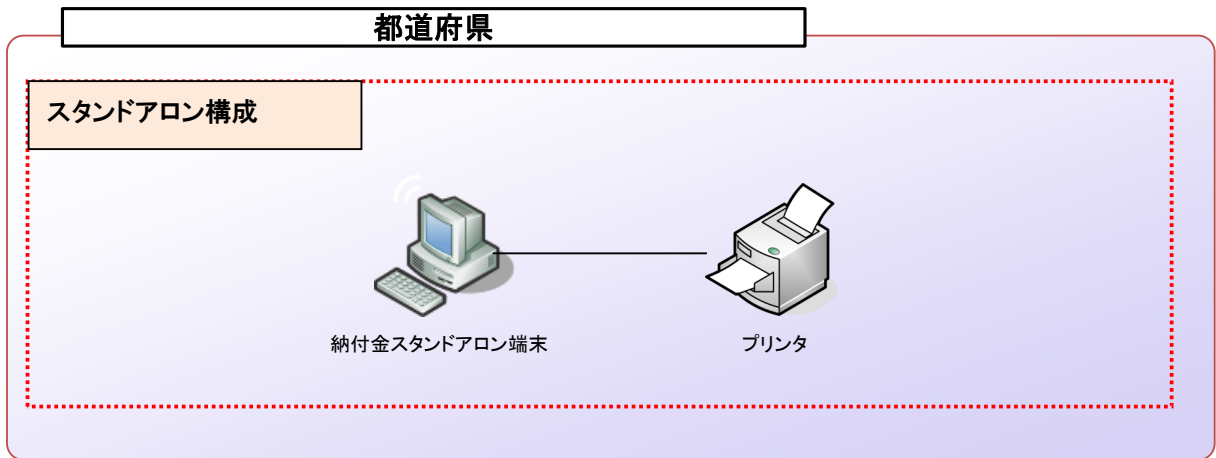 都道府県
スタンドアロン構成
納付金スタンドアロン端末
プリンタ